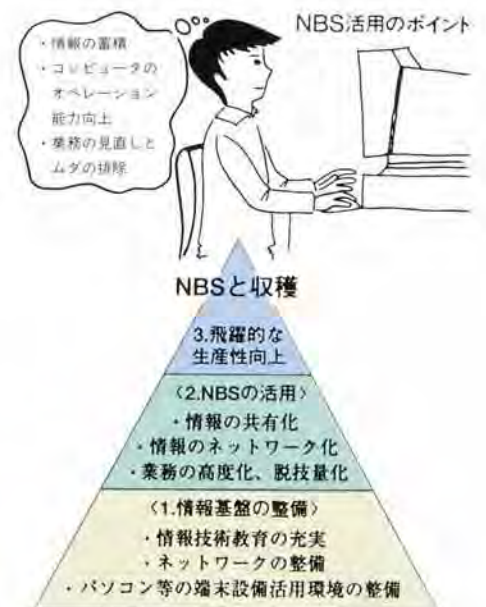 NBS活用のポイント
・情報の蓄積
・コンピュータの
オペレーション
能力向上
・業務の見直しと
ムダの排除
NBSと収穫
3.飛躍的な
生産性向上
〈2.NBSの活用〉
・情報の共有化
・情報のネットワーク化
・業務の高度化、脱技量化
〈1.情報基盤の整備〉
・情報技術教育の充実
・ネットワークの整備
・パソコン等の端末設備活用環境の整備